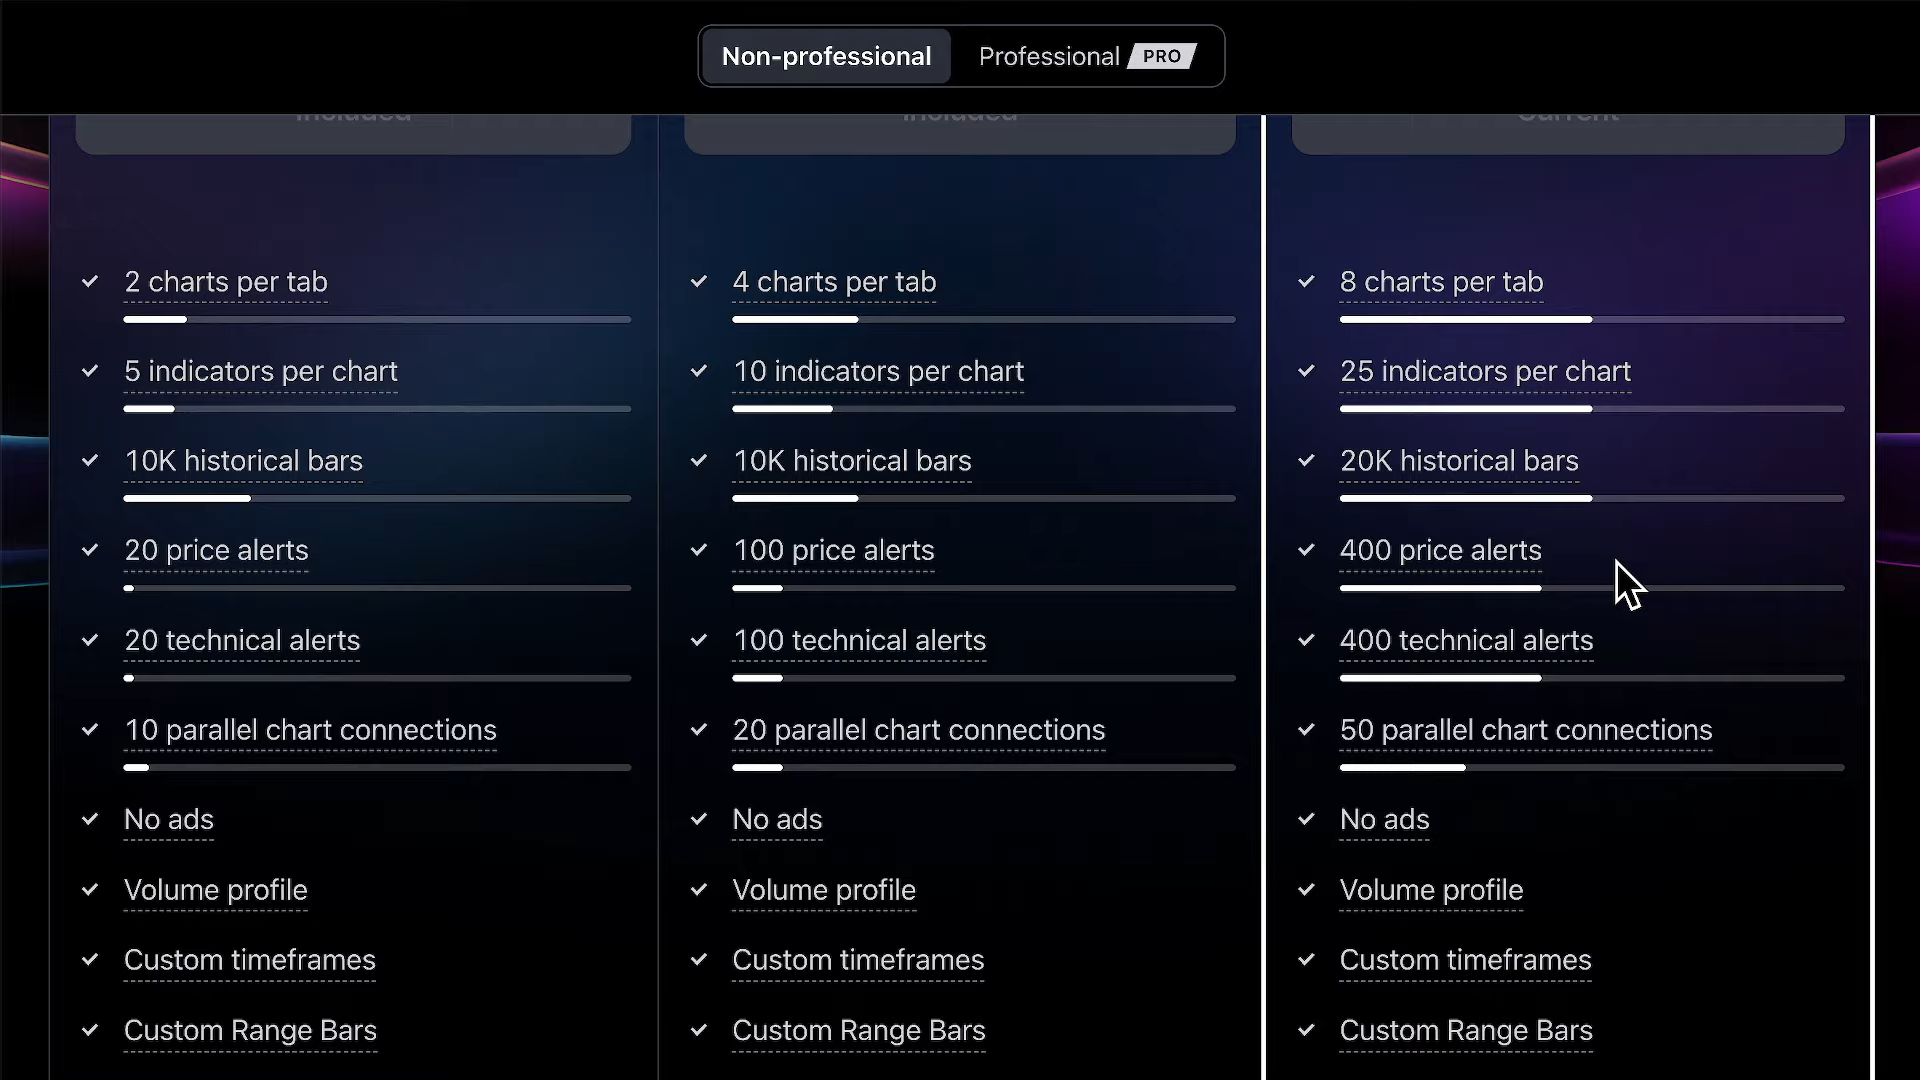 Non-professional
Professional PRO
Included
Included
Current
2 charts per tab
5 indicators per chart
10K historical bars
20 price alerts
20 technical alerts
10 parallel chart connections
No ads
Volume profile
Custom timeframes
Custom Range Bars
4 charts per tab
10 indicators per chart
10K historical bars
100 price alerts
100 technical alerts
20 parallel chart connections
No ads
Volume profile
Custom timeframes
Custom Range Bars
8 charts per tab
25 indicators per chart
20K historical bars
400 price alerts
400 technical alerts
50 parallel chart connections
No ads
Volume profile
Custom timeframes
Custom Range Bars